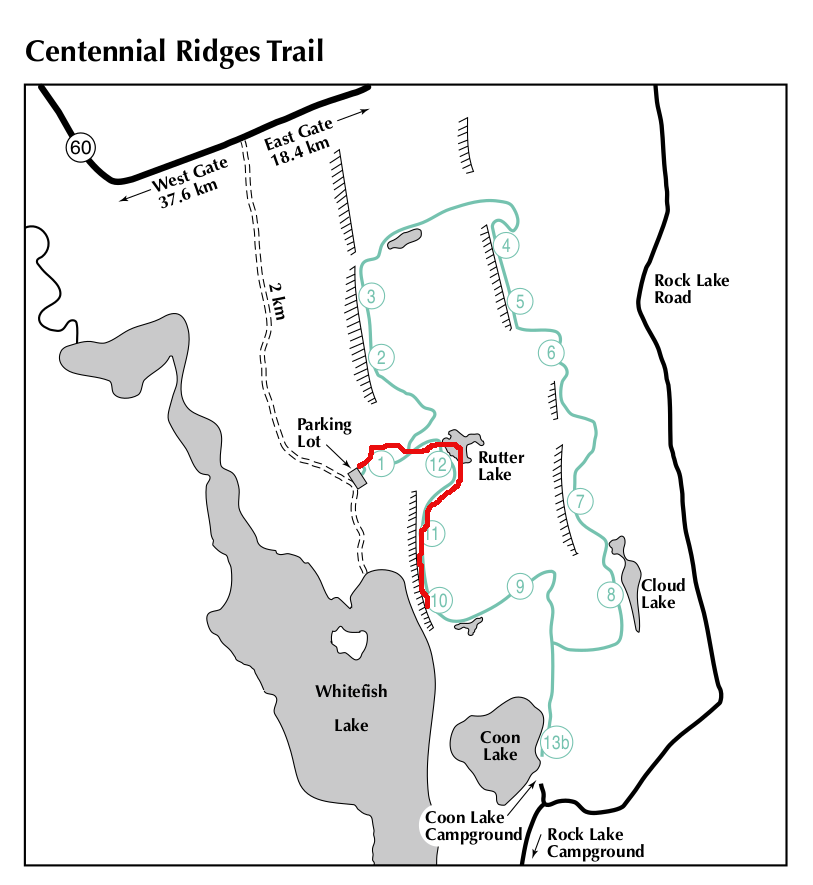 Centennial Ridges Trail
60
East Gate
18.4 km
West Gate
37.6 km
4
2 km
3
5
Rock Lake
Road
6
2
Parking
Lot
1
12
Rutter
Lake
7
11
Cloud
Lake
8
9
10
Whitefish
Lake
Coon
Lake
13b
Coon Lake
Campground
Rock Lake
Campground